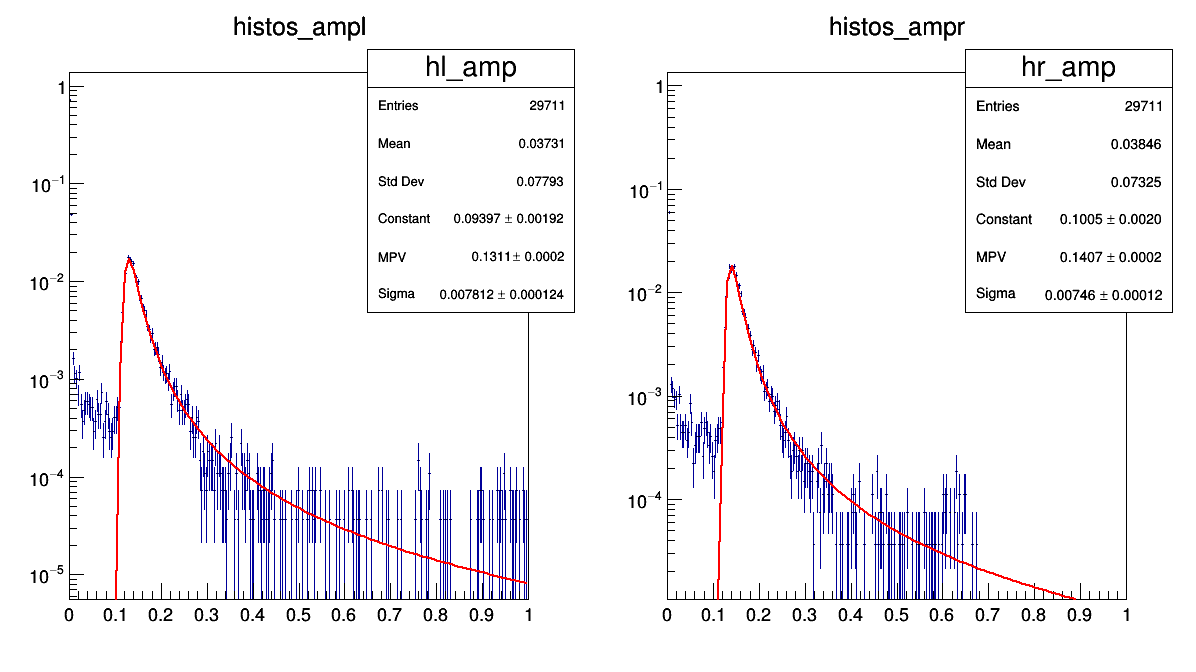 histos_ampl
hl_amp
Entries 29711
Mean 0.03731
Std Dev 0.07793
Constant 0.09397 ± 0.00192
MPV 0.1311 ± 0.0002
Sigma 0.007812 ± 0.000124
1
10−1
10−2
10−3
10−4
10−5
0 0.1 0.2 0.3 0.4 0.5 0.6 0.7 0.8 0.9 1
histos_ampr
hr_amp
Entries 29711
Mean 0.03846
Std Dev 0.07325
Constant 0.1005 ± 0.0020
MPV 0.1407 ± 0.0002
Sigma 0.00746 ± 0.00012
1
10−1
10−2
10−3
10−4
0 0.1 0.2 0.3 0.4 0.5 0.6 0.7 0.8 0.9 1